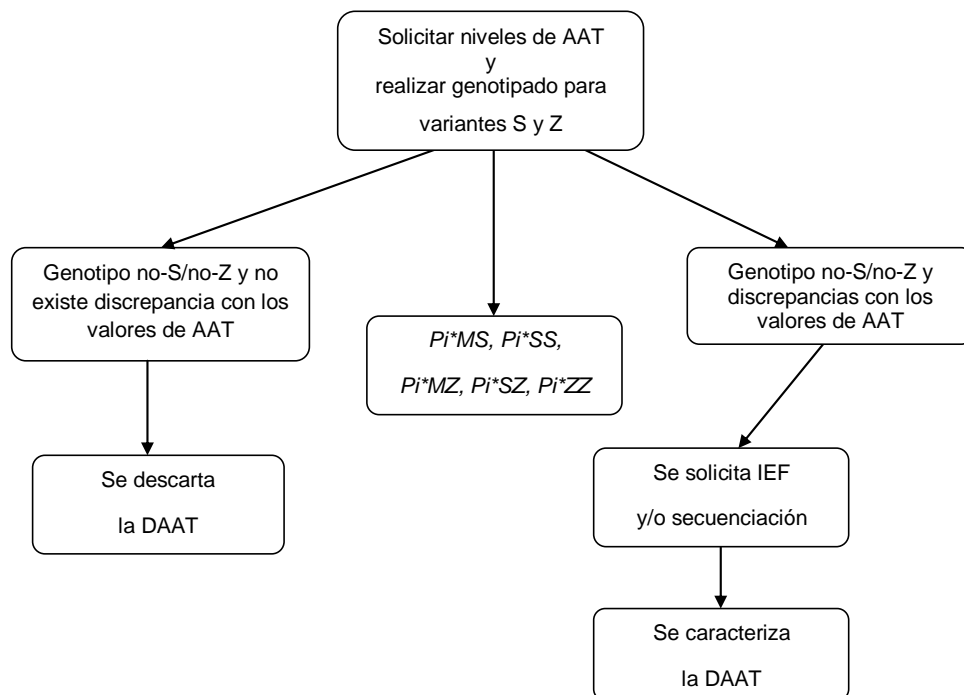 Solicitar niveles de AAT
y
realizar genotipado para
variantes S y Z
Genotipo no-S/no-Z y no
existe discrepancia con los
valores de AAT
Pi*MS, Pi*SS,
Pi*MZ, Pi*SZ, Pi*ZZ
Genotipo no-S/no-Z y
discrepancias con los
valores de AAT
Se descarta
la DAAT
Se solicita IEF
y/o secuenciación
Se caracteriza
la DAAT